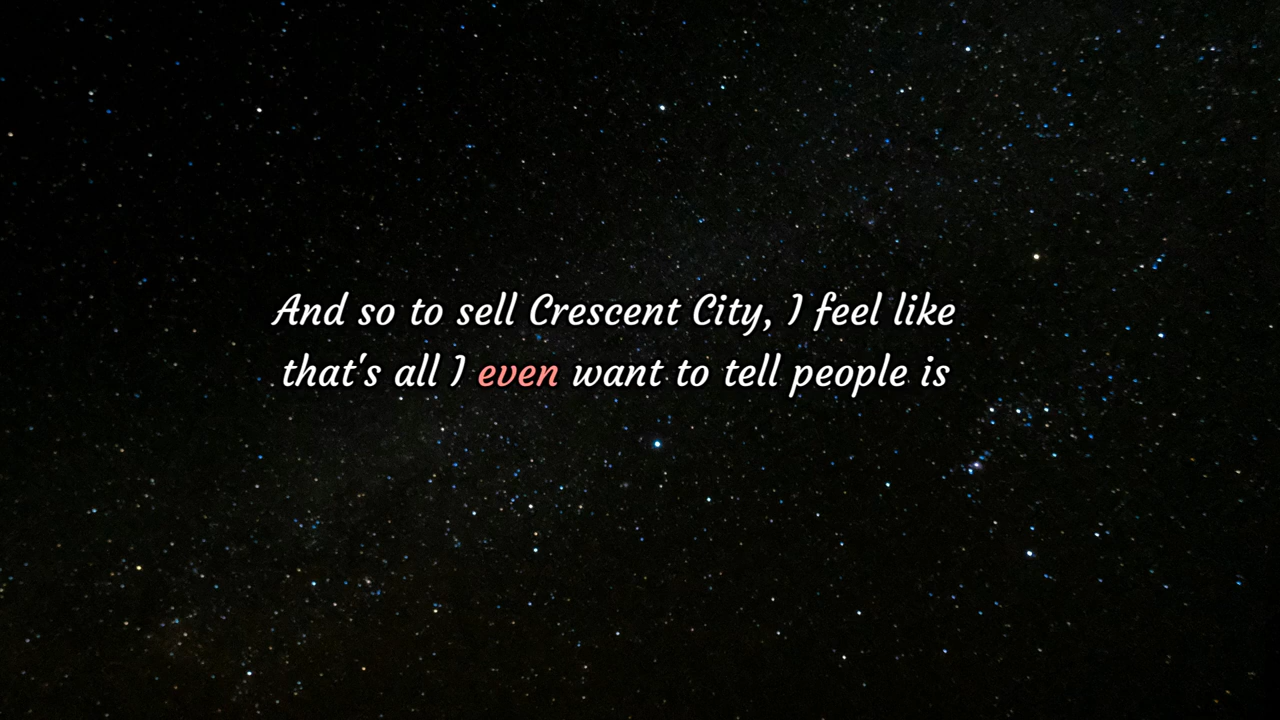 And so to sell Crescent City, I feel like
that's all I even want to tell people is